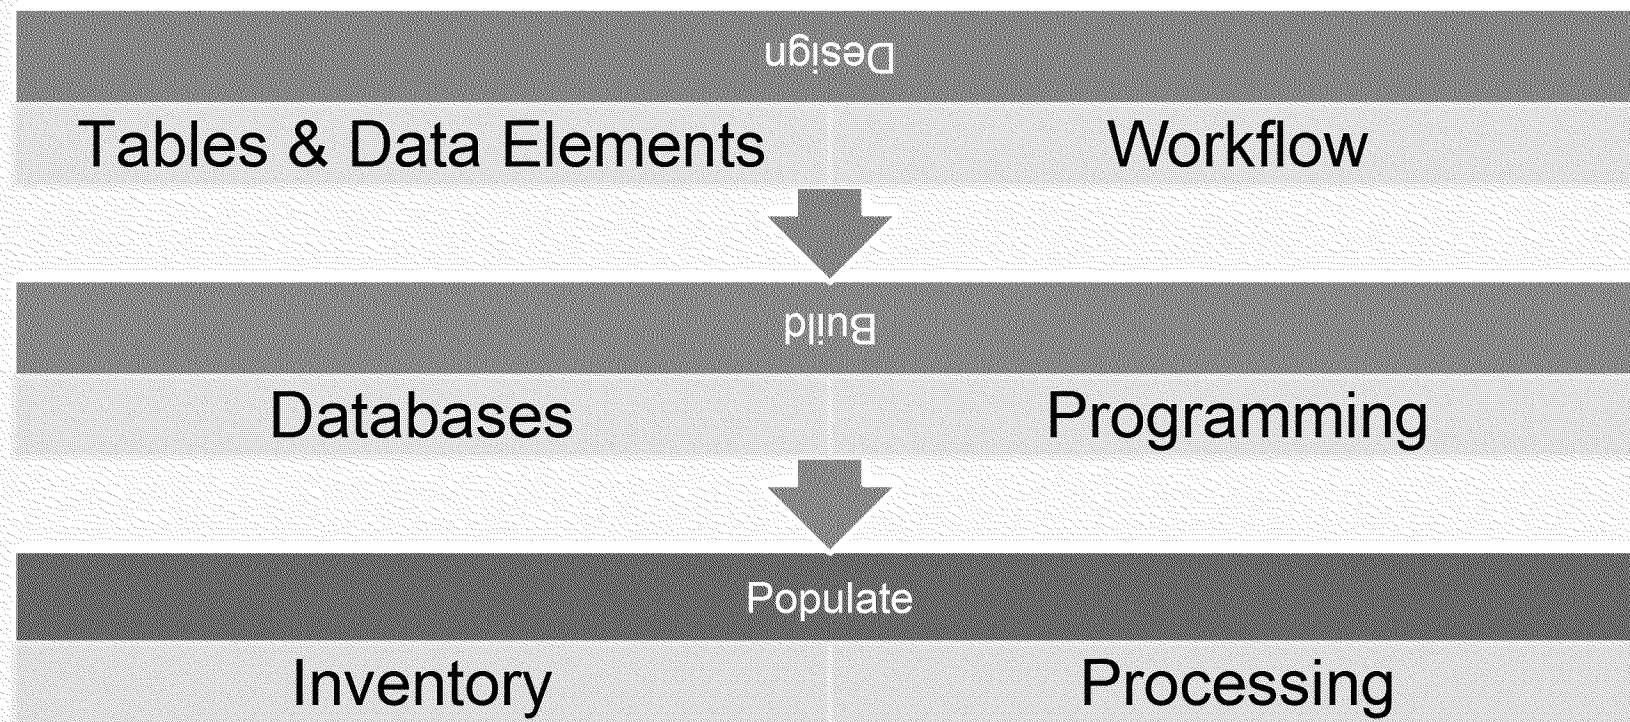 Design
Tables & Data Elements Workflow
Build
Databases Programming
Populate
Inventory Processing